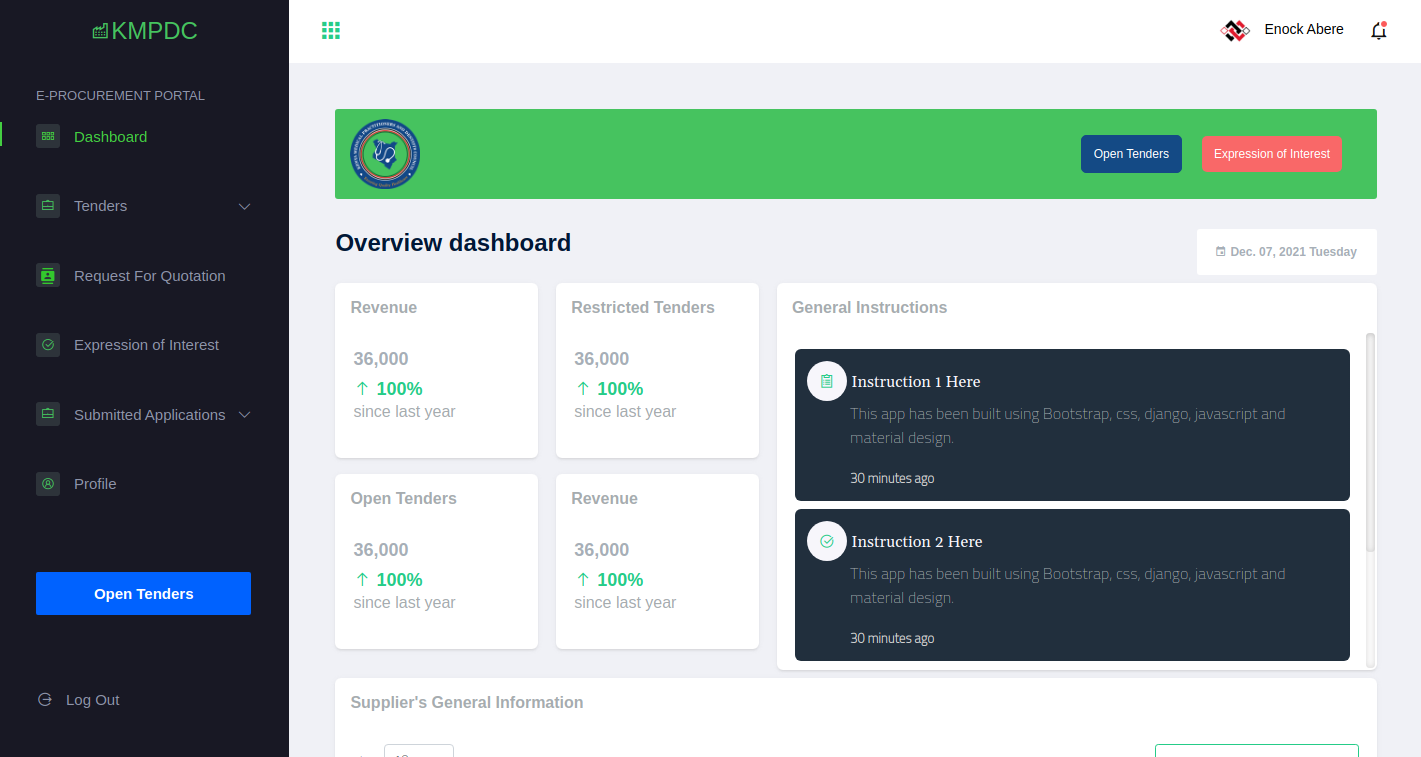 KMPDC
E-PROCUREMENT PORTAL
Dashboard
Tenders
Request For Quotation
Expression of Interest
Submitted Applications
Profile
Open Tenders
Log Out
Enock Abere
Open Tenders
Expression of Interest
Overview dashboard
Dec. 07, 2021 Tuesday
Revenue
36,000
100%
since last year
Restricted Tenders
36,000
100%
since last year
Open Tenders
36,000
100%
since last year
Revenue
36,000
100%
since last year
General Instructions
Instruction 1 Here
This app has been built using Bootstrap, css, django, javascript and
material design.
30 minutes ago
Instruction 2 Here
This app has been built using Bootstrap, css, django, javascript and
material design.
30 minutes ago
Supplier's General Information